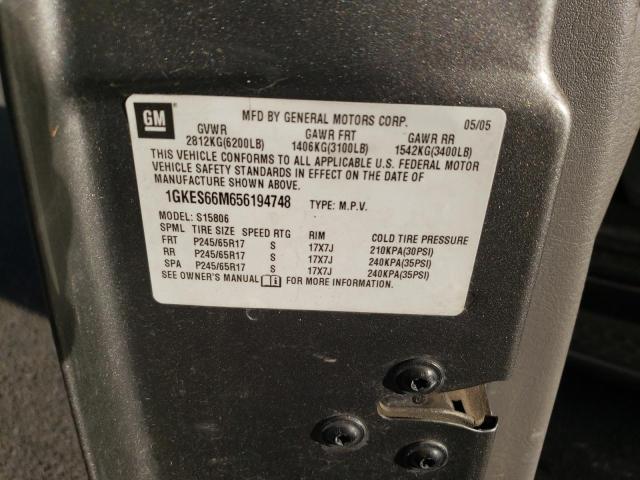 GM
MFD BY GENERAL MOTORS CORP. 05/05
GVWR GAWR FRT GAWR RR
2812KG(6200LB) 1406KG(3100LB) 1542KG(3400LB)
THIS VEHICLE CONFORMS TO ALL APPLICABLE U.S. FEDERAL MOTOR
VEHICLE SAFETY STANDARDS IN EFFECT ON THE DATE OF
MANUFACTURE SHOWN ABOVE.
1GKES66M656194748 TYPE: M.P.V.
MODEL: S15806
SPML TIRE SIZE SPEED RTG RIM COLD TIRE PRESSURE
FRT P245/65R17 S 17X7J 210KPA(30PSI)
RR P245/65R17 S 17X7J 240KPA(35PSI)
SPA P245/65R17 S 17X7J 240KPA(35PSI)
SEE OWNER'S MANUAL FOR MORE INFORMATION.